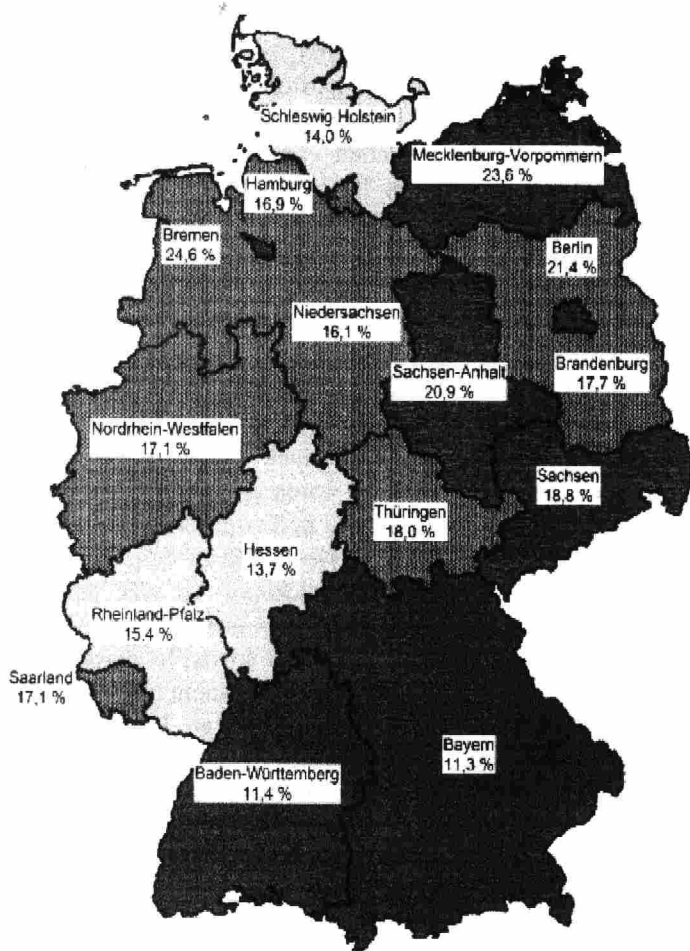 Schleswig Holstein
14,0 %
Mecklenburg-Vorpommern
23,6 %
Hamburg
16,9 %
Bremen
24,6 %
Berlin
21,4 %
Niedersachsen
16,1 %
Sachsen-Anhalt
20,9 %
Brandenburg
17,7 %
Nordrhein-Westfalen
17,1 %
Sachsen
18,8 %
Thüringen
18,0 %
Hessen
13,7 %
Rheinland-Pfalz
15.4 %
Saarland
17,1 %
Bayern
11,3 %
Baden-Württemberg
11,4 %